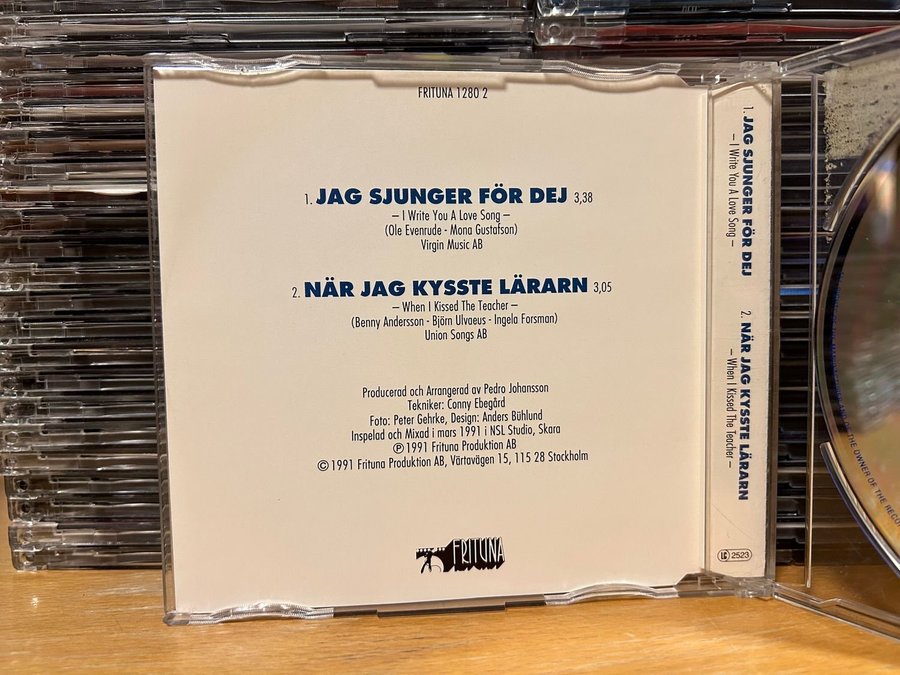 FRITUNA 1280 2
1. JAG SJUNGER FÖR DEJ 3,38
– I Write You A Love Song –
(Ole Evenrude - Mona Gustafson)
Virgin Music AB
2. NÄR JAG KYSSTE LÄRARN 3,05
– When I Kissed The Teacher –
(Benny Andersson - Björn Ulvaeus - Ingela Forsman)
Union Songs AB
Producerad och Arrangerad av Pedro Johansson
Tekniker: Conny Ebegård
Foto: Peter Gehrke, Design: Anders Bühlund
Inspelad och Mixad i mars 1991 i NSL Studio, Skara
Ⓟ 1991 Frituna Produktion AB
© 1991 Frituna Produktion AB, Värtavägen 15, 115 28 Stockholm
FRITUNA
1. JAG SJUNGER FÖR DEJ
– I Write You A Love Song –
2. NÄR JAG KYSSTE LÄRARN
– When I Kissed The Teacher –
LC 2523
OF THE OWNER OF THE